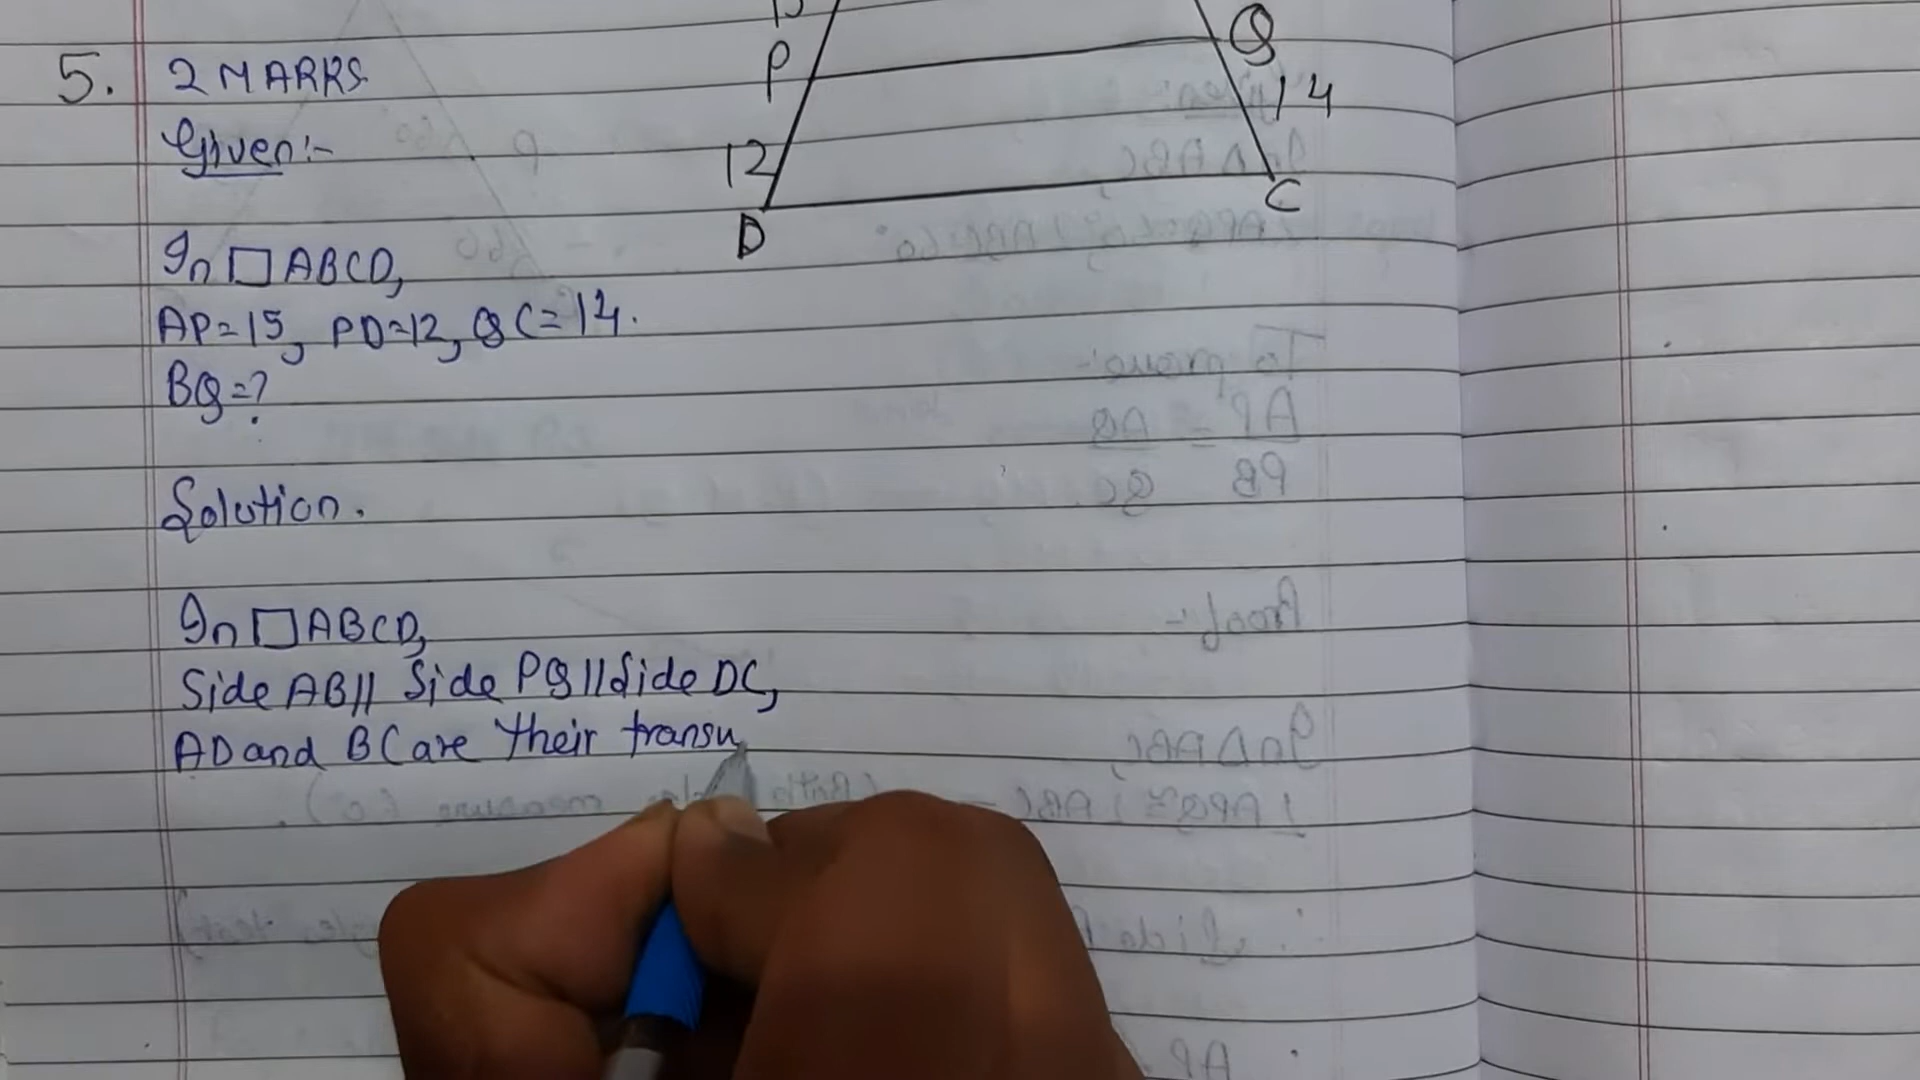 15
P
Q
5. 2 MARKS
14
Given:-
12
D
C
In □ABCD,
AP=15, PD=12, QC=14.
BQ=?
Solution.
In □ABCD,
Side AB|| Side PQ||Side DC,
AD and BC are their transv